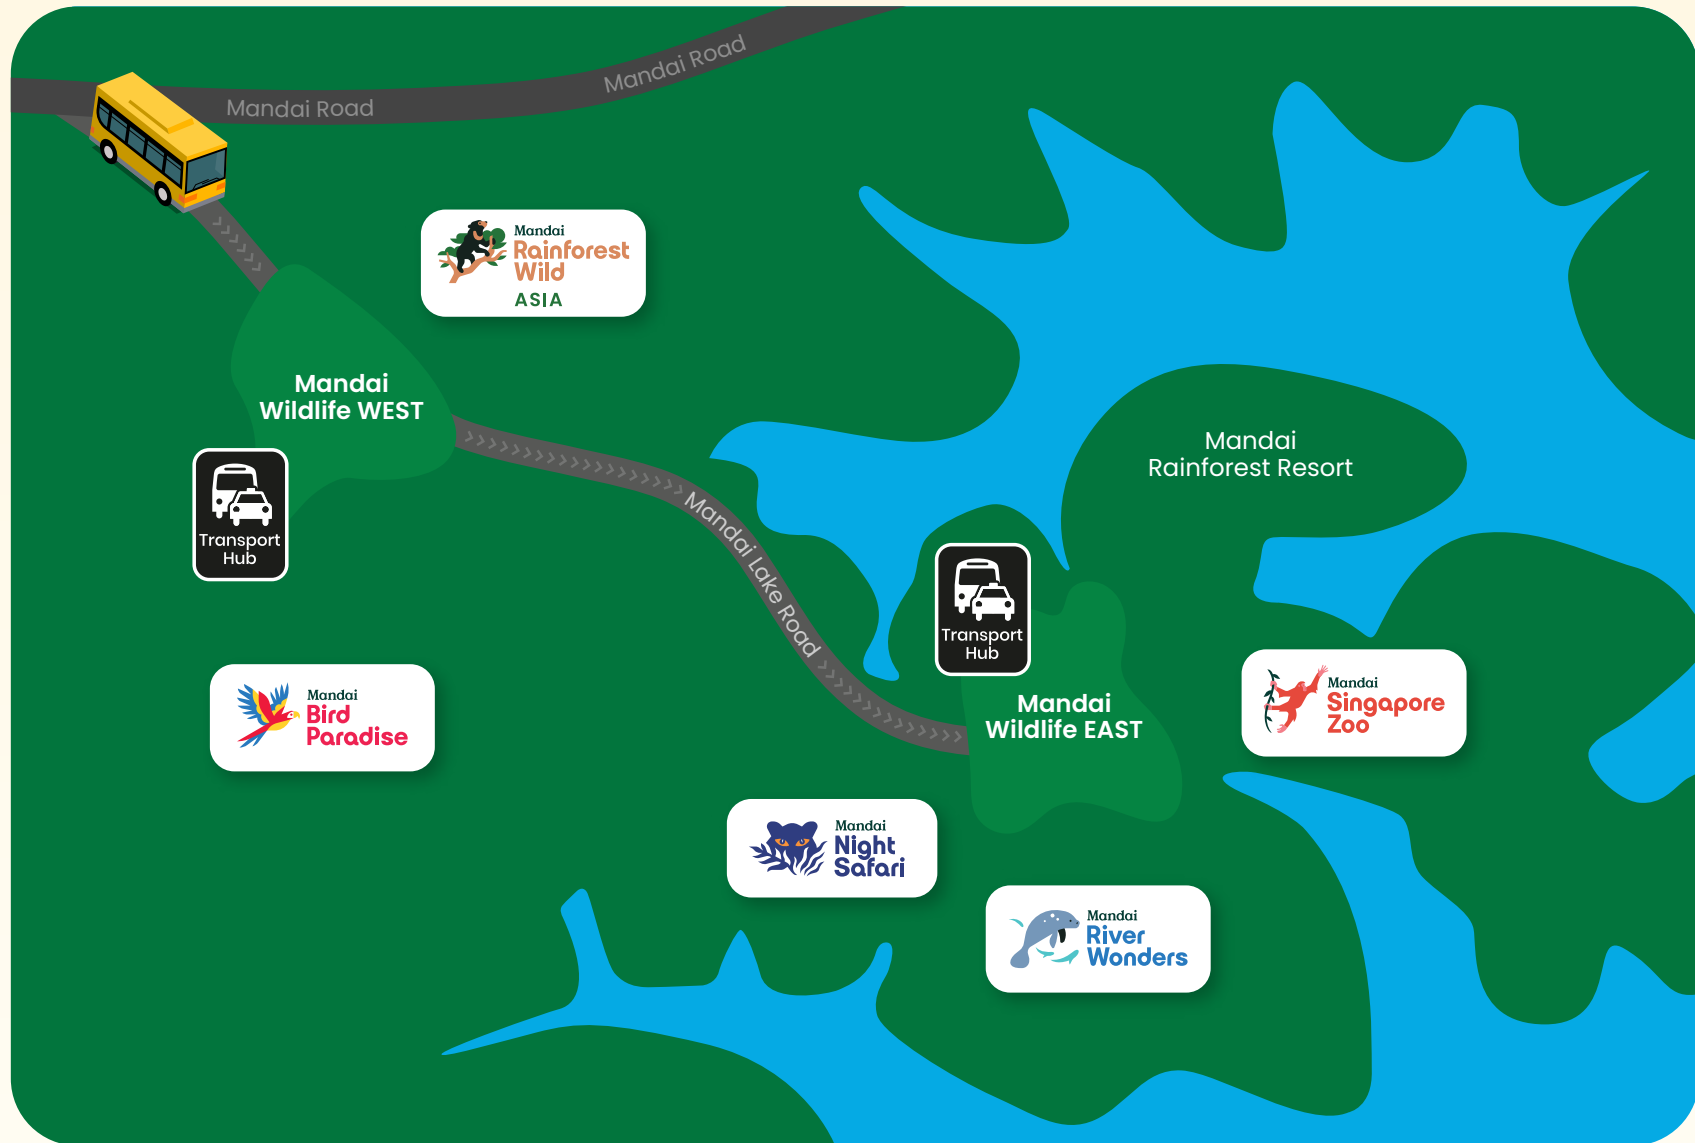 Mandai Road
Mandai Road
Mandai
Rainforest
Wild
ASIA
Mandai
Wildlife WEST
Transport
Hub
Mandai
Rainforest Resort
Mandai Lake Road
Transport
Hub
Mandai
Wildlife EAST
Mandai
Bird
Paradise
Mandai
Singapore
Zoo
Mandai
Night
Safari
Mandai
River
Wonders